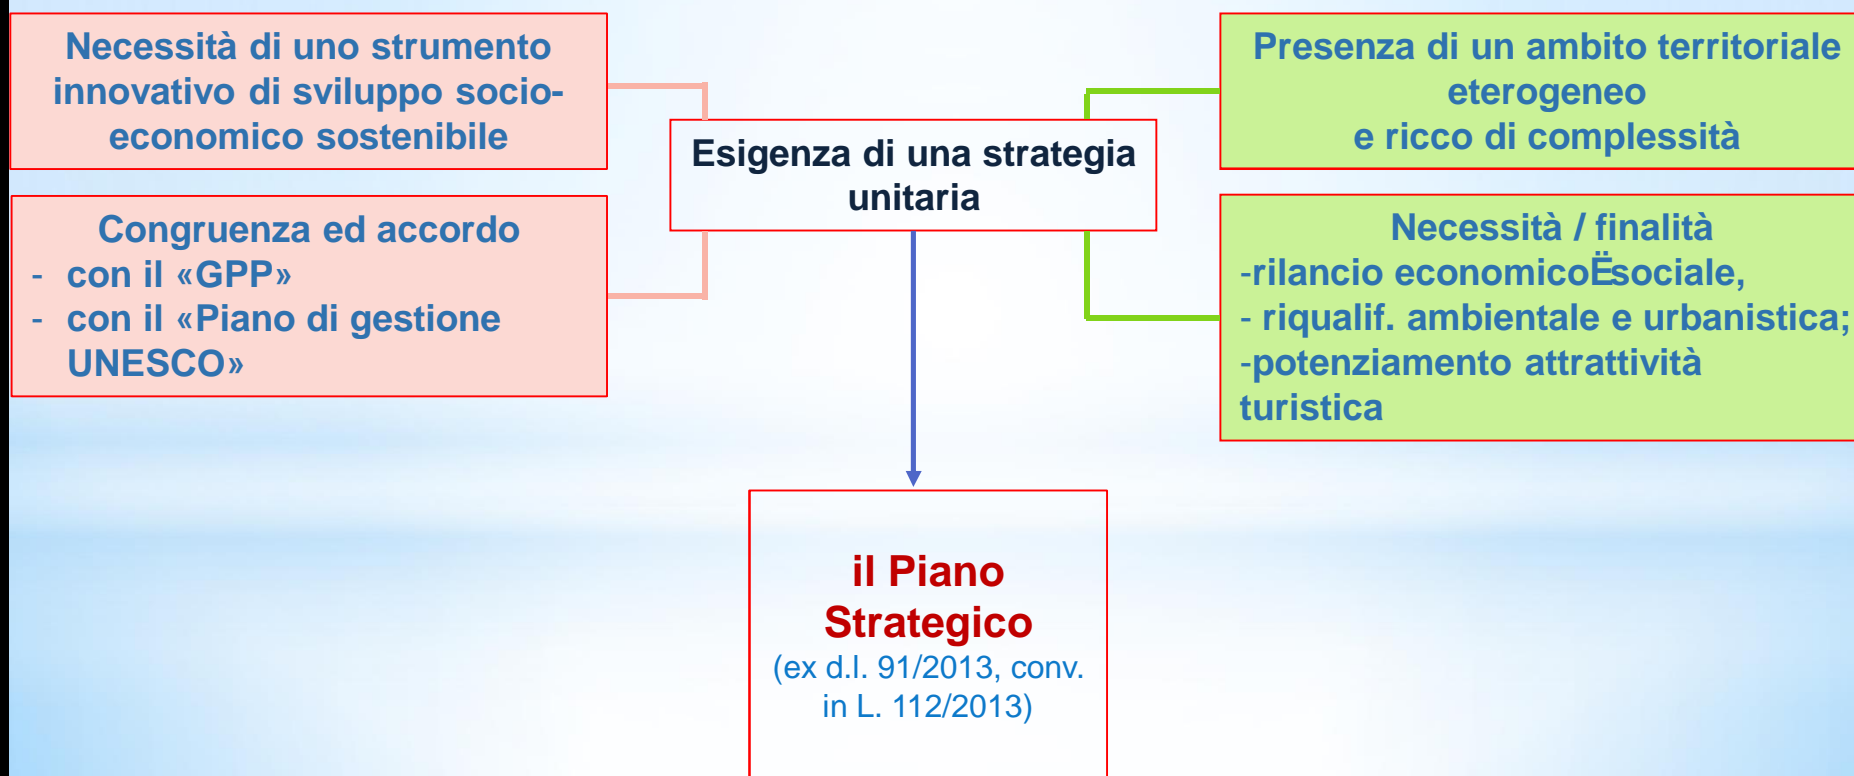 Necessità di uno strumento
innovativo di sviluppo socio-
economico sostenibile
Congruenza ed accordo
- con il «GPP»
- con il «Piano di gestione
UNESCO»
Esigenza di una strategia
unitaria
Presenza di un ambito territoriale
eterogeneo
e ricco di complessità
Necessità / finalità
-rilancio economicoËsociale,
- riqualif. ambientale e urbanistica;
-potenziamento attrattività
turistica
il Piano
Strategico
(ex d.l. 91/2013, conv.
in L. 112/2013)